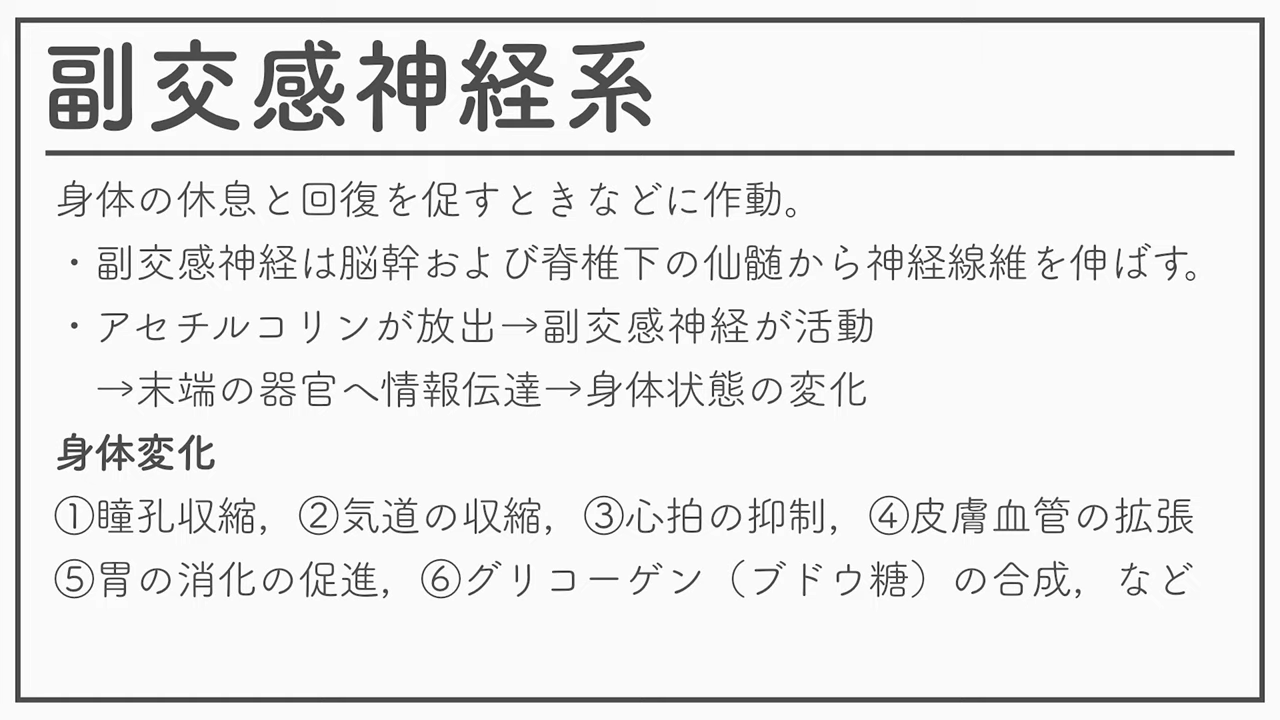 副交感神経系
身体の休息と回復を促すときなどに作動。
・副交感神経は脳幹および脊椎下の仙髄から神経線維を伸ばす。
・アセチルコリンが放出→副交感神経が活動
→末端の器官へ情報伝達→身体状態の変化
身体変化
①瞳孔収縮，②気道の収縮，③心拍の抑制，④皮膚血管の拡張
⑤胃の消化の促進，⑥グリコーゲン（ブドウ糖）の合成，など